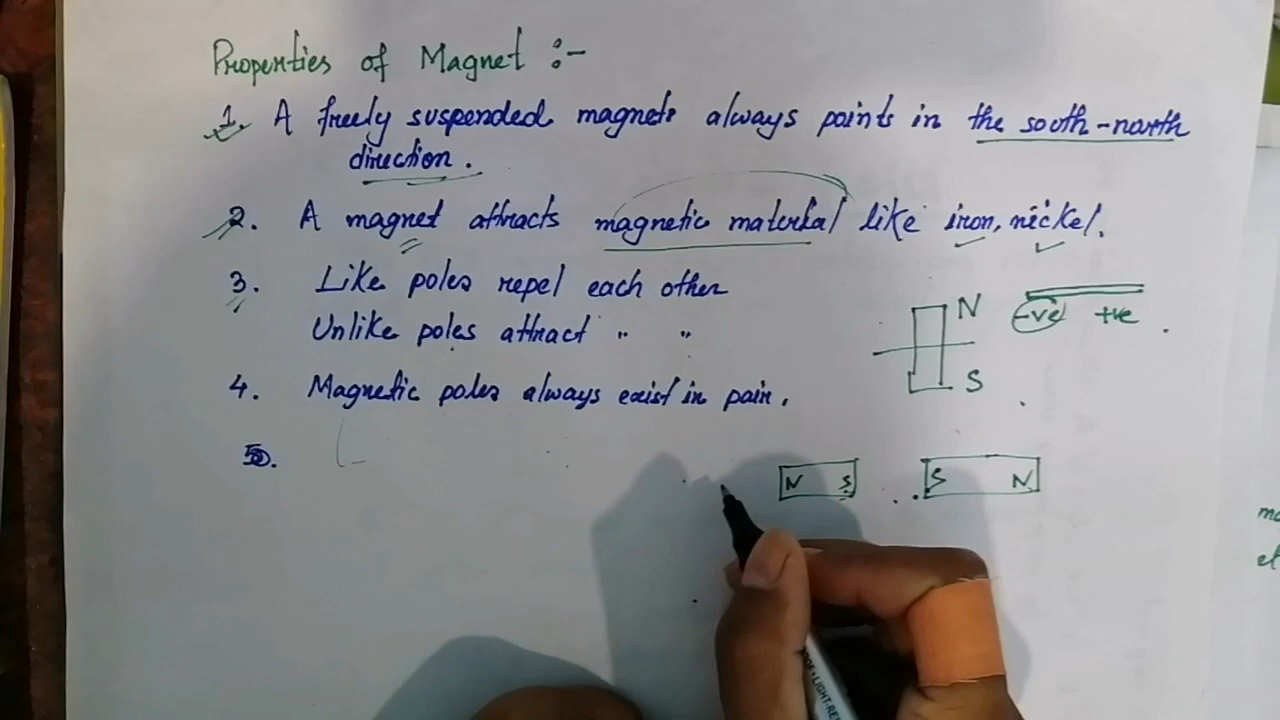 Properties of Magnet :-
1. A freely suspended magnets always points in the south-north
direction.
2. A magnet attracts magnetic material like iron, nickel.
3. Like poles repel each other
Unlike poles attract " "
N
-ve +ve
S
4. Magnetic poles always exist in pair.
5.
N S S N